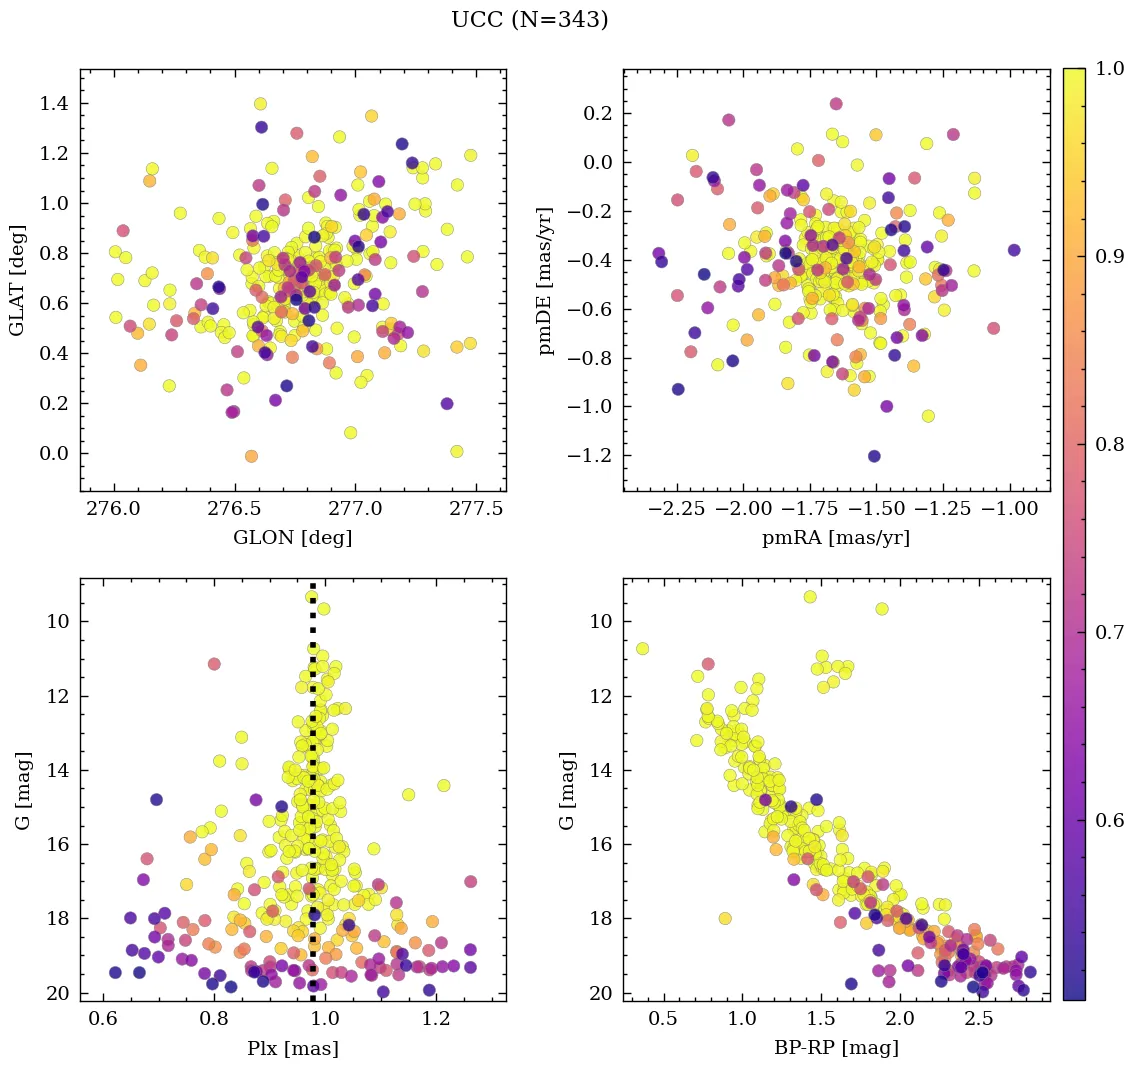 UCC (N=343)
1.4
1.2
1.0
0.8
0.6
0.4
0.2
0.0
GLAT [deg]
276.0 276.5 277.0 277.5
GLON [deg]
0.2
0.0
−0.2
−0.4
−0.6
−0.8
−1.0
−1.2
pmDE [mas/yr]
−2.25 −2.00 −1.75 −1.50 −1.25 −1.00
pmRA [mas/yr]
1.0
0.9
0.8
0.7
0.6
10
12
14
16
18
20
G [mag]
0.6 0.8 1.0 1.2
Plx [mas]
10
12
14
16
18
20
G [mag]
0.5 1.0 1.5 2.0 2.5
BP-RP [mag]